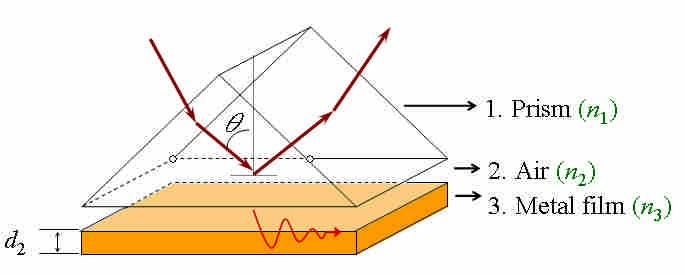 θ
1. Prism (n₁)
2. Air (n₂)
3. Metal film (n₃)
d₂